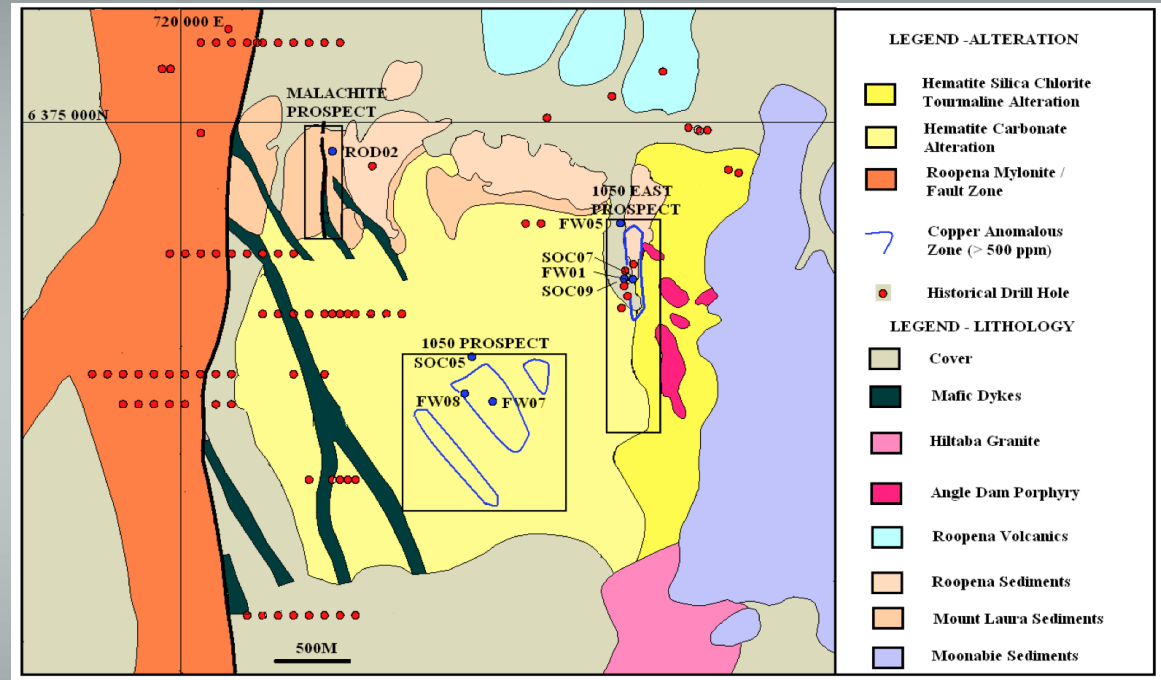 720 000 E
6 375 000N
MALACHITE
PROSPECT
ROD02
1050 EAST
PROSPECT
FW05
SOC07
FW01
SOC09
1050 PROSPECT
SOC05
FW08
FW07
500M
LEGEND -ALTERATION
Hematite Silica Chlorite
Tourmaline Alteration
Hematite Carbonate
Alteration
Roopena Mylonite /
Fault Zone
Copper Anomalous
Zone (> 500 ppm)
Historical Drill Hole
LEGEND - LITHOLOGY
Cover
Mafic Dykes
Hiltaba Granite
Angle Dam Porphyry
Roopena Volcanics
Roopena Sediments
Mount Laura Sediments
Moonabie Sediments